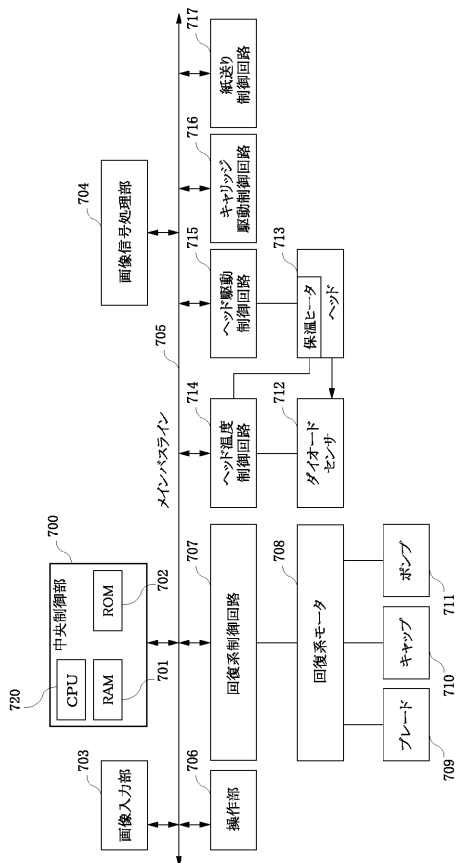 703
画像入力部
700
中央制御部
720
CPU
RAM
ROM
701
702
704
画像信号処理部
メインバスライン
705
706
操作部
707
回復系制御回路
714
ヘッド温度
制御回路
715
ヘッド駆動
制御回路
716
キャリッジ
駆動制御回路
717
紙送り
制御回路
708
回復系モータ
712
ダイオード
センサ
713
保温ヒータ
ヘッド
ブレード
キャップ
ポンプ
709
710
711